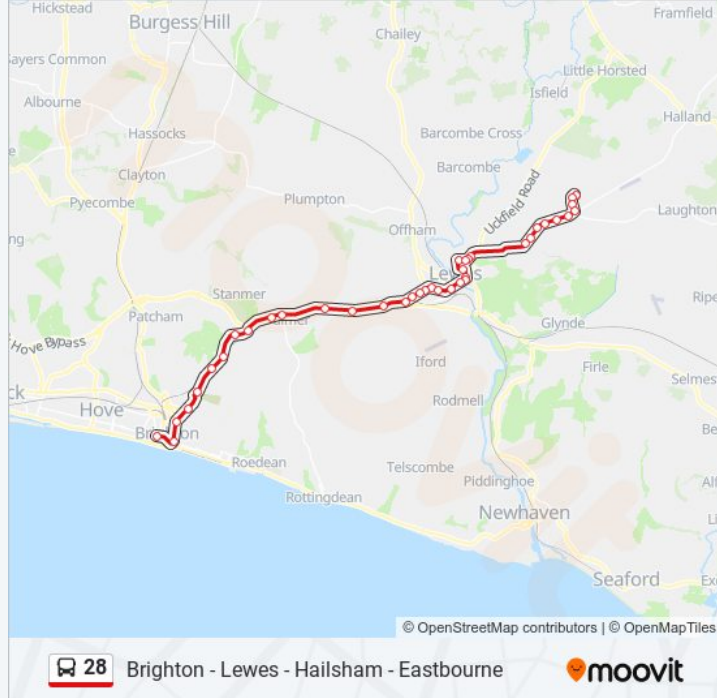 Hickstead
Burgess Hill
Framfield
Chailey
Little Horsted
Sayers Common
Isfield
Albourne
Halland
Hassocks
Barcombe Cross
Clayton
Barcombe
Uckfield Road
Plumpton
Pyecombe
Laughton
Offham
Lewes
Stanmer
Patcham
Glynde
Hove Bypass
Iford
Firle
Selmes
Hove
Rodmell
Brighton
Roedean
Telscombe
Piddinghoe
Rottingdean
Newhaven
Seaford
© OpenStreetMap contributors | © OpenMapTiles
28 Brighton - Lewes - Hailsham - Eastbourne moovit